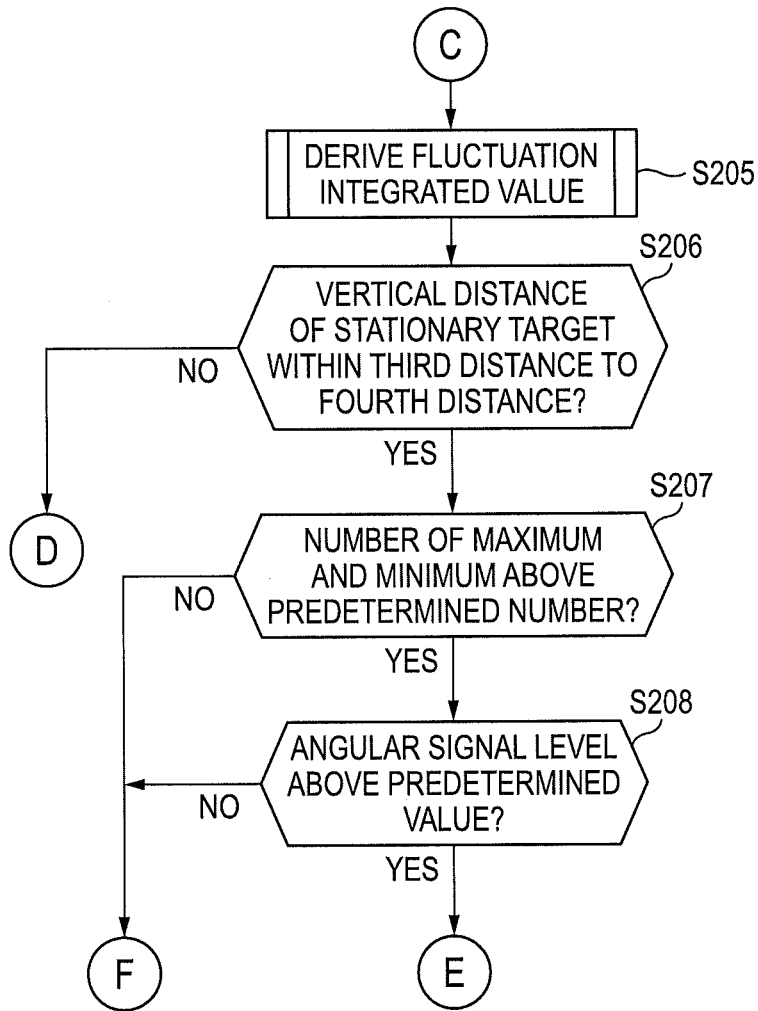 C
DERIVE FLUCTUATION
INTEGRATED VALUE
S205
S206
VERTICAL DISTANCE
OF STATIONARY TARGET
WITHIN THIRD DISTANCE TO
FOURTH DISTANCE?
NO
YES
D
S207
NUMBER OF MAXIMUM
AND MINIMUM ABOVE
PREDETERMINED NUMBER?
NO
YES
S208
ANGULAR SIGNAL LEVEL
ABOVE PREDETERMINED
VALUE?
NO
YES
F
E